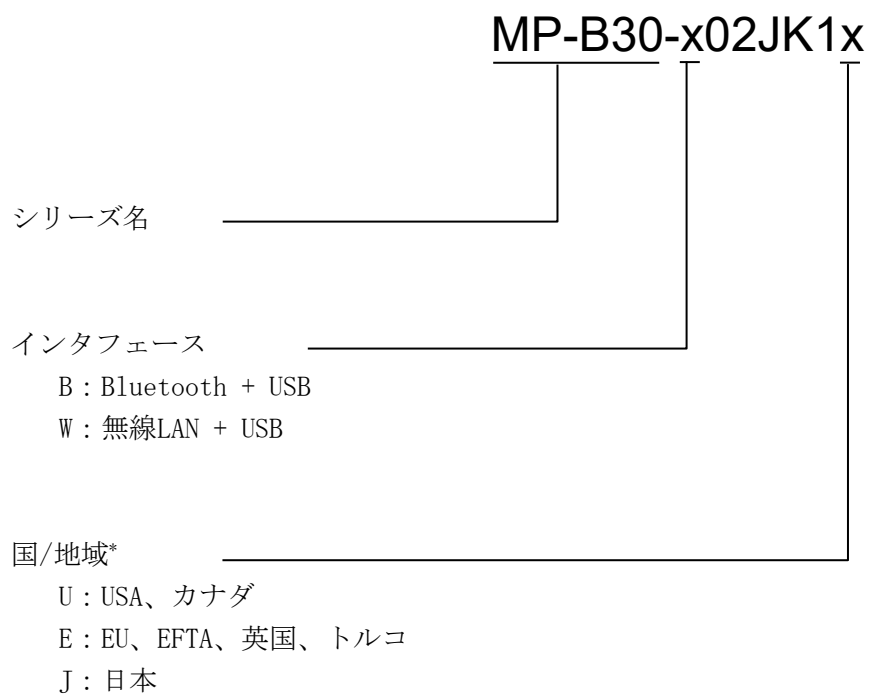 MP-B30-x02JK1x
シリーズ名
インタフェース
B：Bluetooth + USB
W：無線LAN + USB
国/地域*
U：USA、カナダ
E：EU、EFTA、英国、トルコ
J：日本